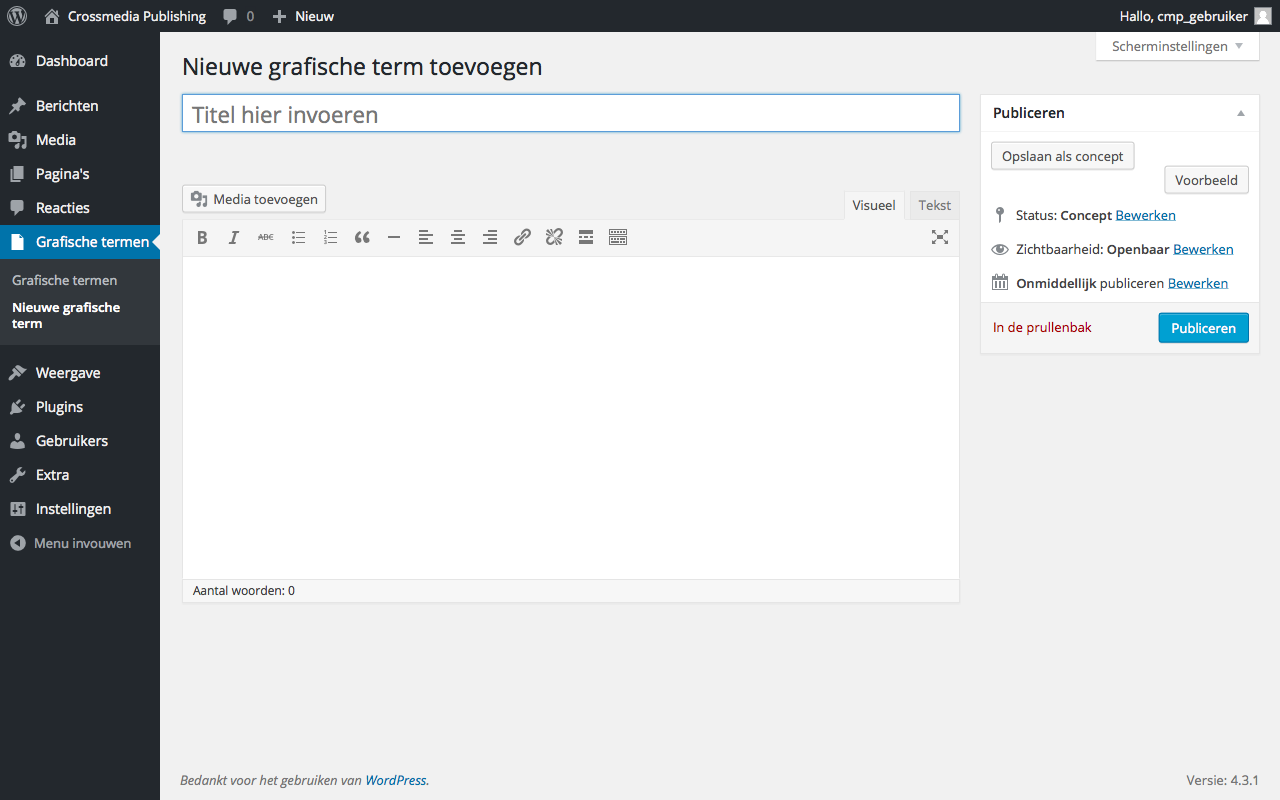 Crossmedia Publishing 0 Nieuw Hallo, cmp_gebruiker
Scherminstellingen
Dashboard
Berichten
Media
Pagina's
Reacties
Grafische termen
Grafische termen
Nieuwe grafische
term
Weergave
Plugins
Gebruikers
Extra
Instellingen
Menu invouwen
Nieuwe grafische term toevoegen
Titel hier invoeren
Media toevoegen
Visueel Tekst
B I ABC
Aantal woorden: 0
Publiceren
Opslaan als concept
Voorbeeld
Status: Concept Bewerken
Zichtbaarheid: Openbaar Bewerken
Onmiddellijk publiceren Bewerken
In de prullenbak Publiceren
Bedankt voor het gebruiken van WordPress. Versie: 4.3.1